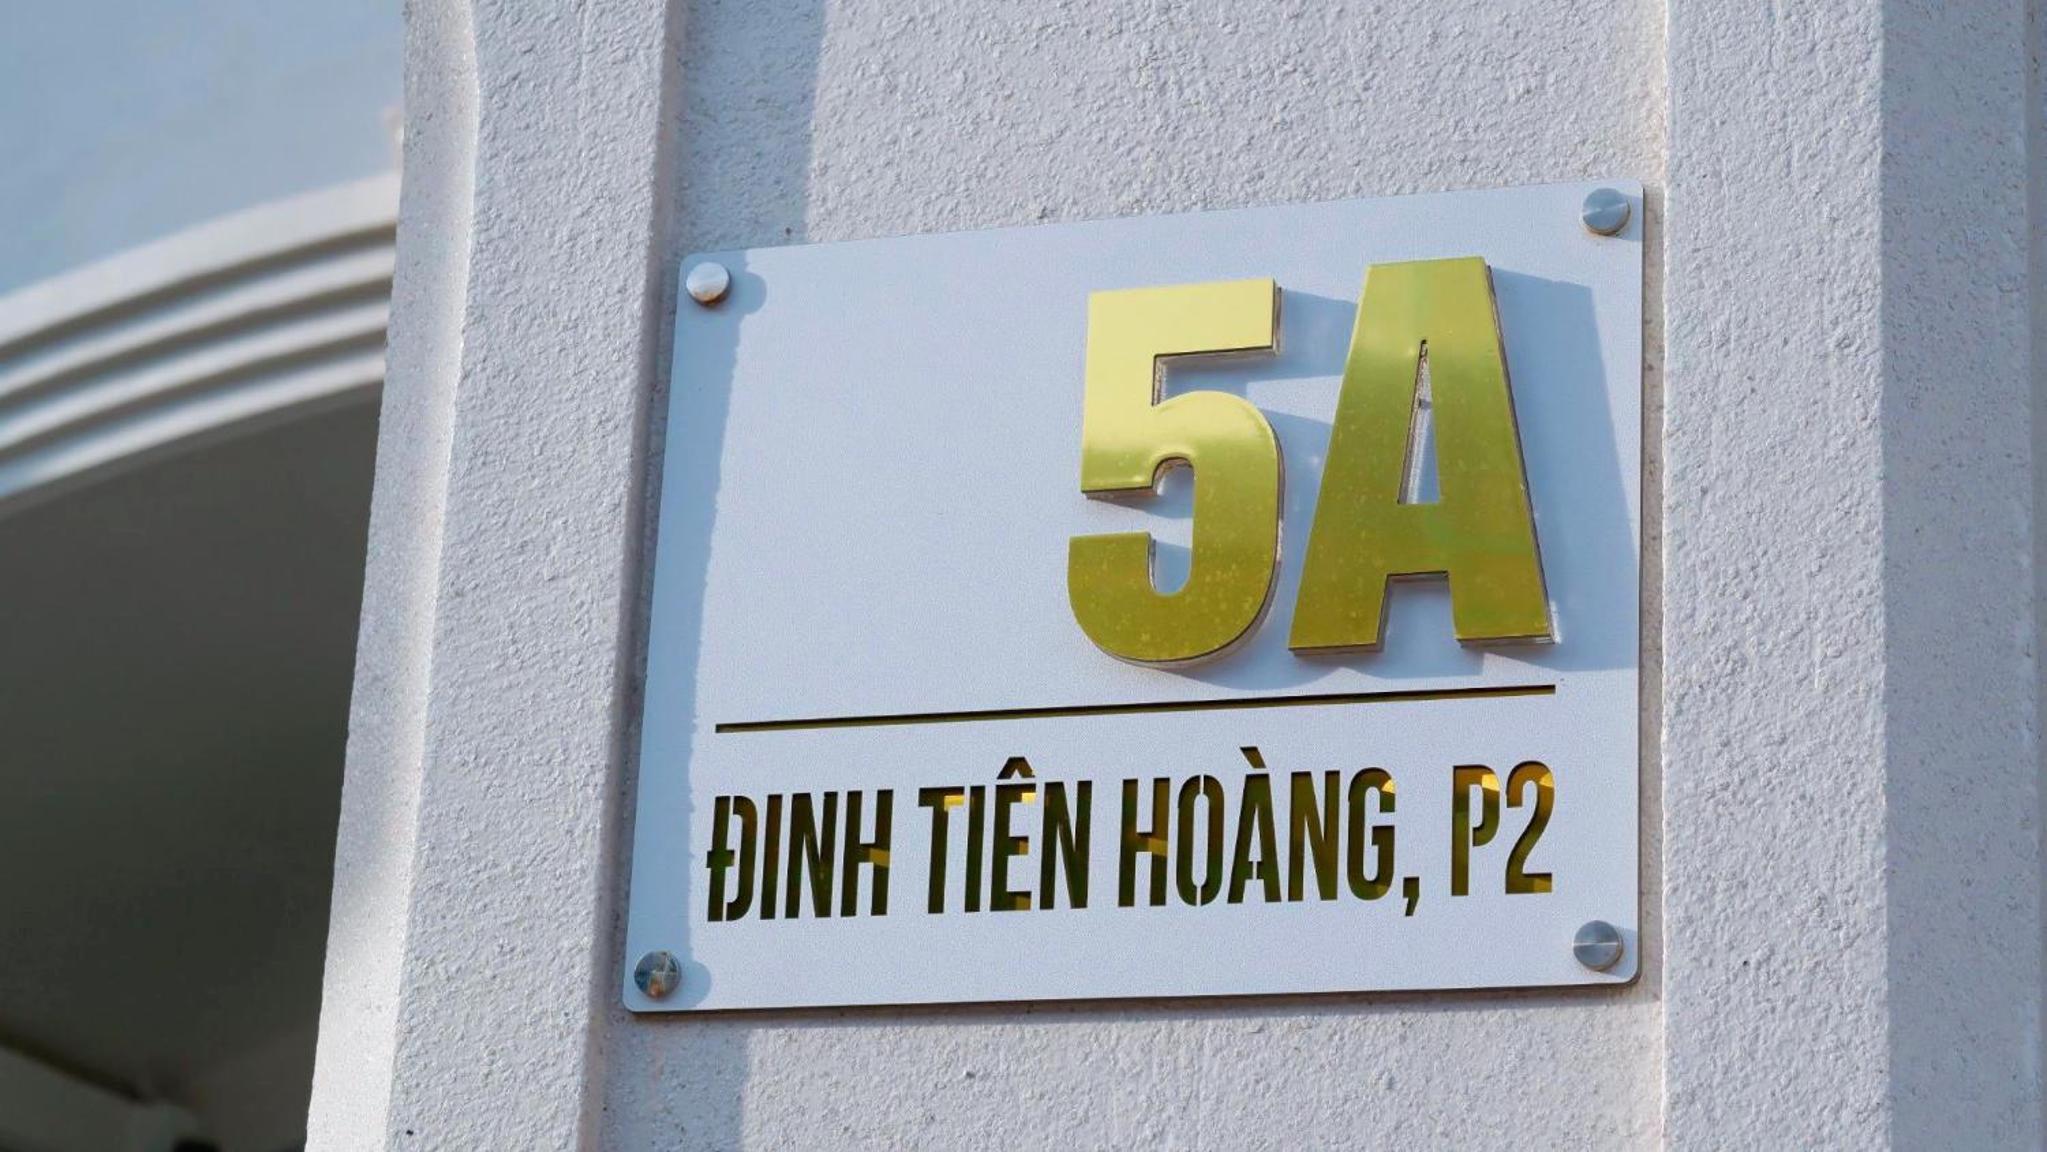 5A
ĐINH TIÊN HOÀNG, P2